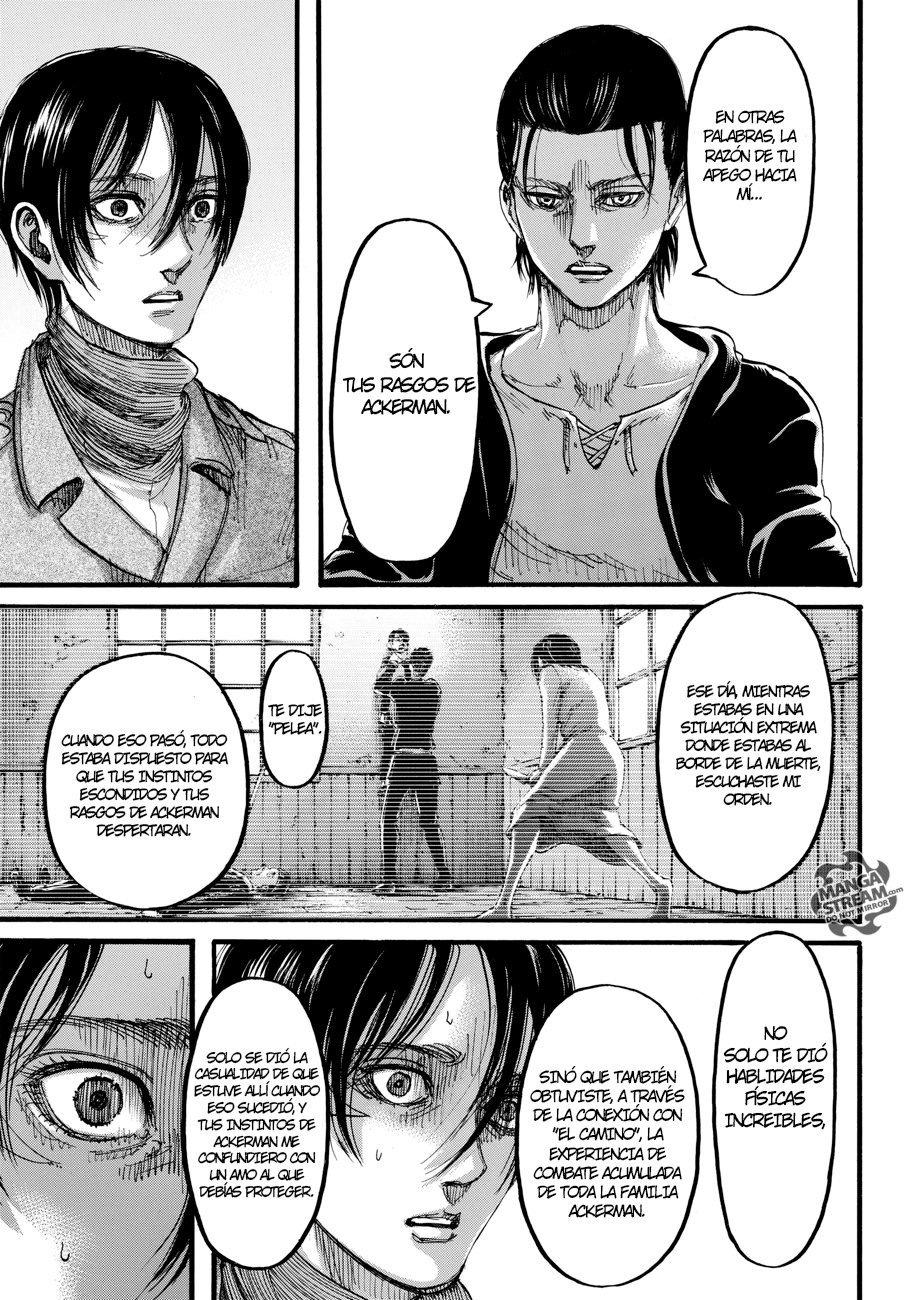 EN OTRAS
PALABRAS, LA
RAZÓN DE TU
APEGO HACIA
MÍ...
SÓN
TUS RASGOS DE
ACKERMAN.
ESE DÍA, MIENTRAS
ESTABAS EN UNA
SITUACIÓN EXTREMA
DONDE ESTABAS AL
BORDE DE LA MUERTE,
ESCUCHASTE MI
ORDEN.
TE DIJE
"PELEA".
CUANDO ESO PASÓ, TODO
ESTABA DISPUESTO PARA
QUE TUS INSTINTOS
ESCONDIDOS Y TUS
RASGOS DE ACKERMAN
DESPERTARAN.
MANGA
STREAM.com
DO NOT MIRROR
NO
SOLO TE DIÓ
HABLIDADES
FÍSICAS
INCREIBLES,
SINÓ QUE TAMBIÉN
OBTUVISTE, A TRAVÉS
DE LA CONEXIÓN CON
"EL CAMINO", LA
EXPERIENCIA DE
COMBATE ACUMULADA
DE TODA LA FAMILIA
ACKERMAN.
SOLO SE DIÓ LA
CASUALIDAD DE QUE
ESTUVE ALLÍ CUANDO
ESO SUCEDIÓ, Y
TUS INSTINTOS DE
ACKERMAN ME
CONFUNDIERO CON
UN AMO AL QUE
DEBÍAS PROTEGER.